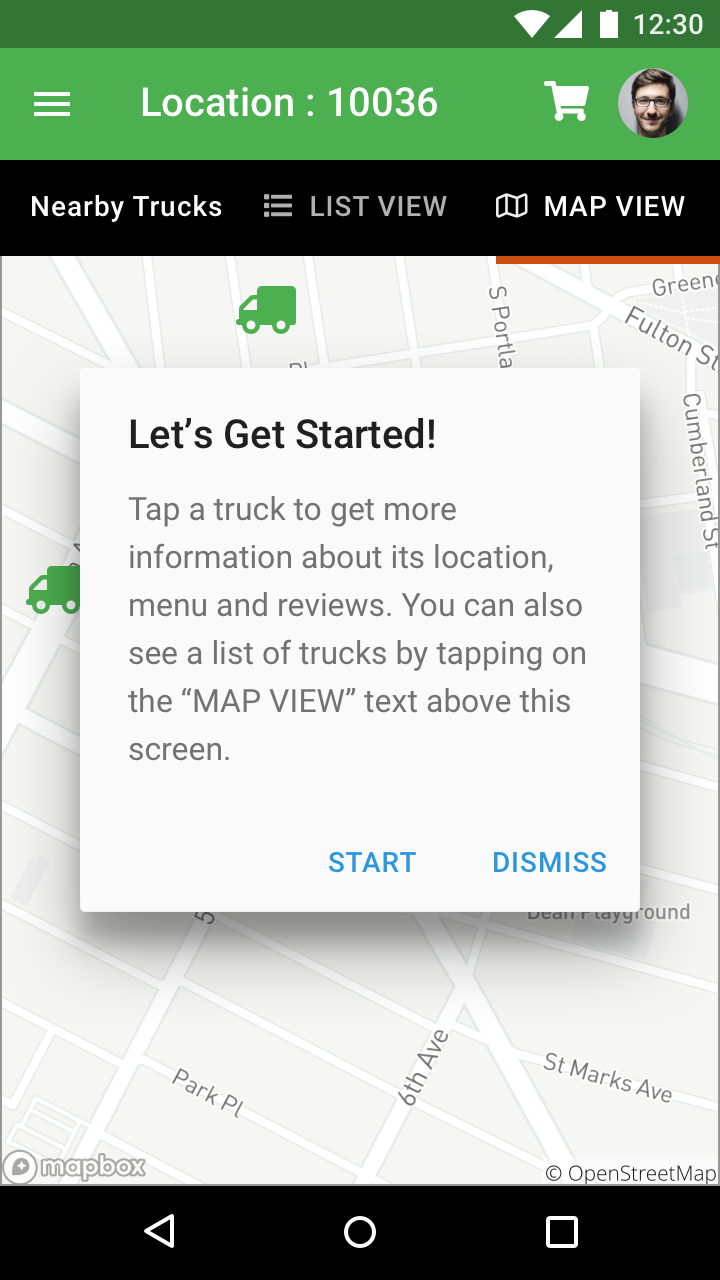 12:30
Location : 10036
Nearby Trucks
LIST VIEW
MAP VIEW
Greene
S Portla
Fulton St
Cumberland St
Pl
Let’s Get Started!
Tap a truck to get more
information about its location,
menu and reviews. You can also
see a list of trucks by tapping on
the “MAP VIEW” text above this
screen.
START
DISMISS
5
Dean Playground
6th Ave
St Marks Ave
Park Pl
mapbox
© OpenStreetMap